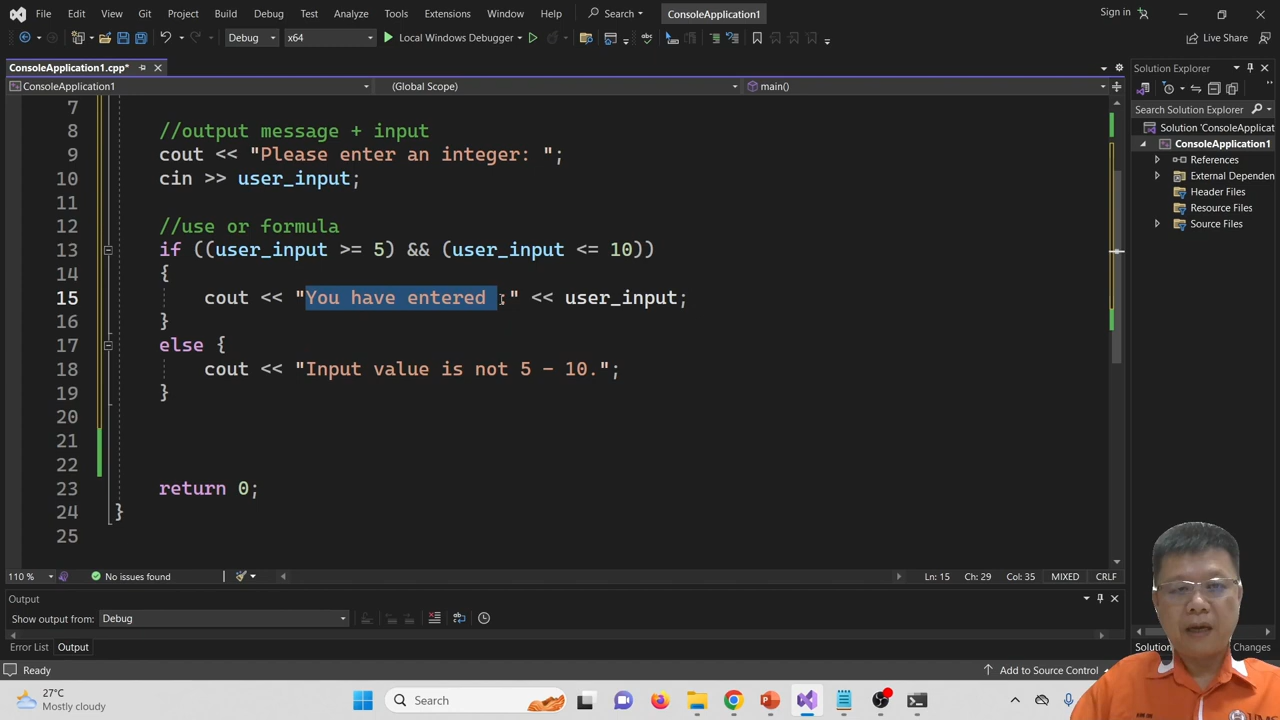 File Edit View Git Project Build Debug Test Analyze Tools Extensions Window Help Search ConsoleApplication1 Sign in
Debug x64 Local Windows Debugger Live Share
ConsoleApplication1.cpp* Solution Explorer
ConsoleApplication1 (Global Scope) main()
Search Solution Explorer
Solution 'ConsoleApplicat
ConsoleApplication1
References
External Dependen
Header Files
Resource Files
Source Files
7
8 //output message + input
9 cout << "Please enter an integer: ";
10 cin >> user_input;
11
12 //use or formula
13 if ((user_input >= 5) && (user_input <= 10))
14 {
15 cout << "You have entered :" << user_input;
16 }
17 else {
18 cout << "Input value is not 5 - 10.";
19 }
20
21
22
23 return 0;
24 }
25
110 % No issues found Ln: 15 Ch: 29 Col: 35 MIXED CRLF
Output
Show output from: Debug
Error List Output Changes
Ready Add to Source Control
27°C
Mostly cloudy
Search